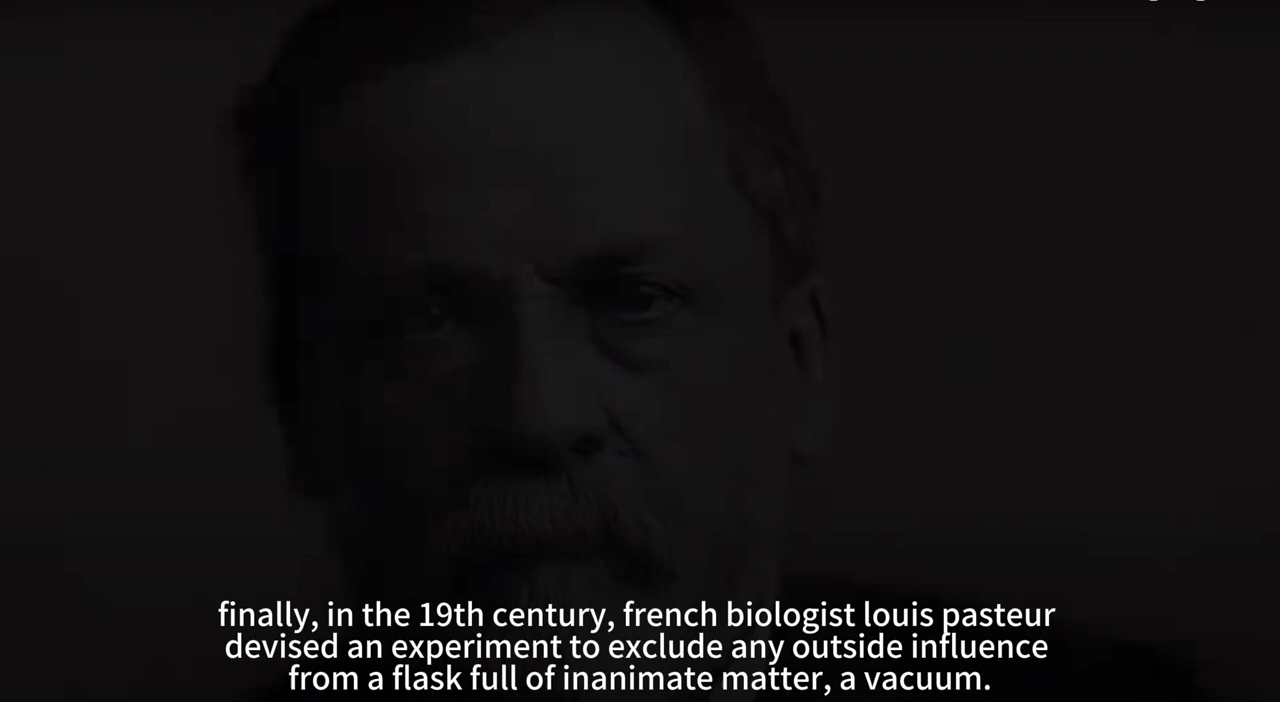 finally, in the 19th century, french biologist louis pasteur
devised an experiment to exclude any outside influence
from a flask full of inanimate matter, a vacuum.